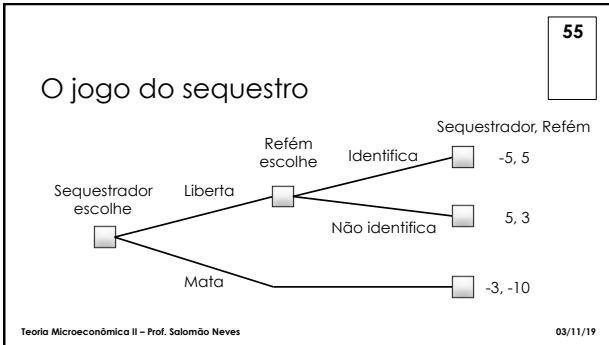 55
O jogo do sequestro
Sequestrador, Refém
Refém
escolhe
Identifica
-5, 5
Sequestrador
escolhe
Liberta
Não identifica
5, 3
Mata
-3, -10
Teoria Microeconômica II – Prof. Salomão Neves
03/11/19